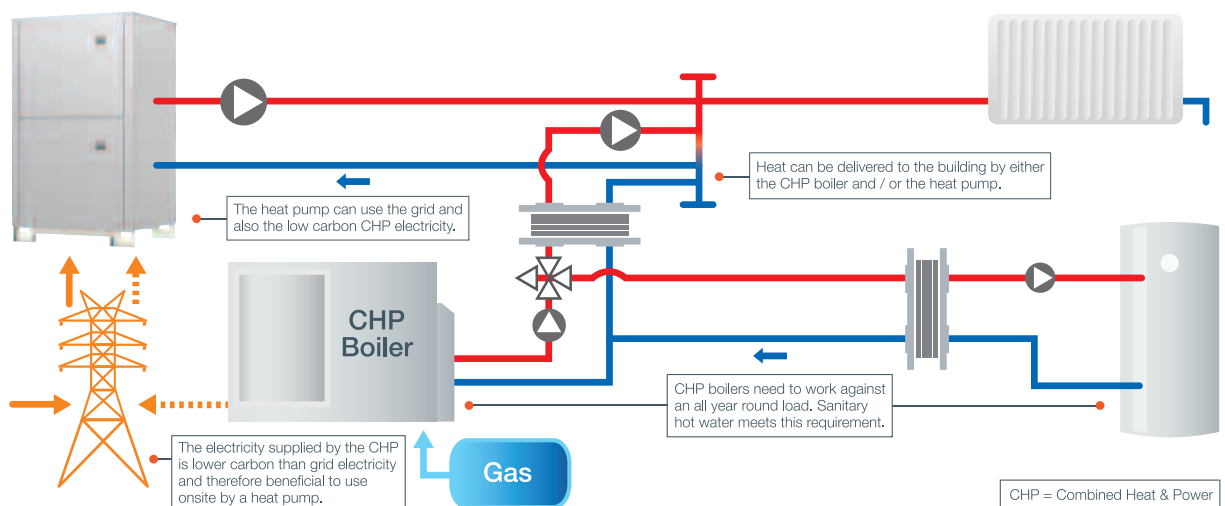 Heat can be delivered to the building by either
the CHP boiler and / or the heat pump.
The heat pump can use the grid and
also the low carbon CHP electricity.
CHP
Boiler
CHP boilers need to work against
an all year round load. Sanitary
hot water meets this requirement.
The electricity supplied by the CHP
is lower carbon than grid electricity
and therefore beneficial to use
onsite by a heat pump.
Gas
CHP = Combined Heat & Power